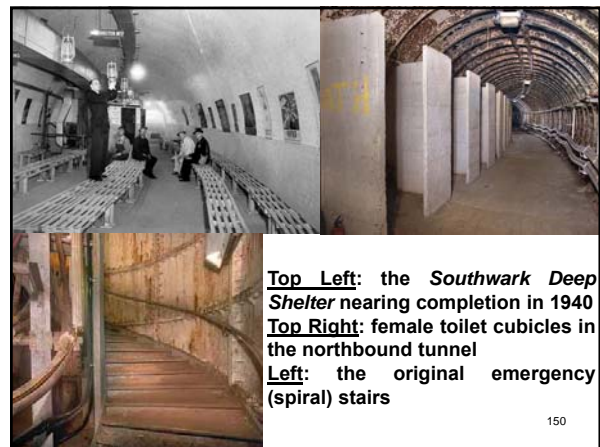 Top Left: the Southwark Deep
Shelter nearing completion in 1940
Top Right: female toilet cubicles in
the northbound tunnel
Left: the original emergency
(spiral) stairs
150